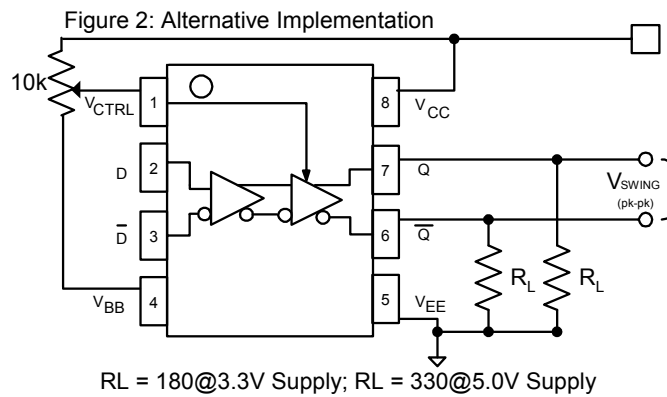 Figure 2: Alternative Implementation
10k
VCTRL
1
8
VCC
D
2
7
Q
VSWING
(pk-pk)
D̅
3
6
Q̅
RL
RL
VBB
4
5
VEE
RL = 180@3.3V Supply; RL = 330@5.0V Supply